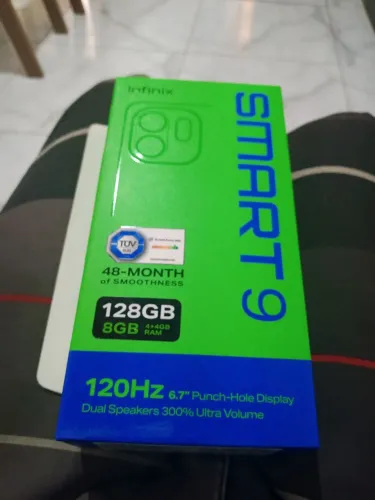 Infinix
SMART 9
TÜV
48-MONTH
of SMOOTHNESS
128GB
8GB 4+4GB
RAM
120Hz 6.7" Punch-Hole Display
Dual Speakers 300% Ultra Volume